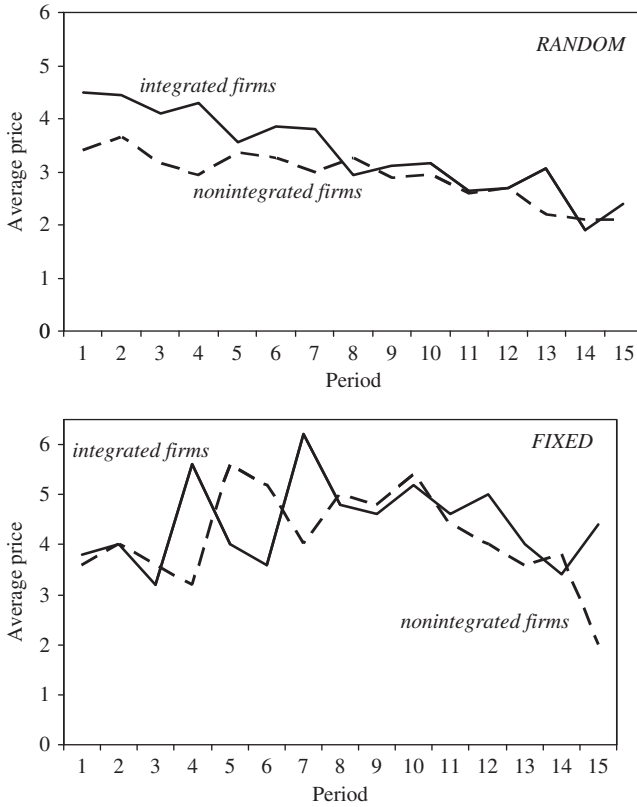 6
RANDOM
5
integrated firms
4
Average price
3
nonintegrated firms
2
1
0
1 2 3 4 5 6 7 8 9 10 11 12 13 14 15
Period
6
integrated firms
FIXED
5
4
Average price
3
nonintegrated firms
2
1
0
1 2 3 4 5 6 7 8 9 10 11 12 13 14 15
Period